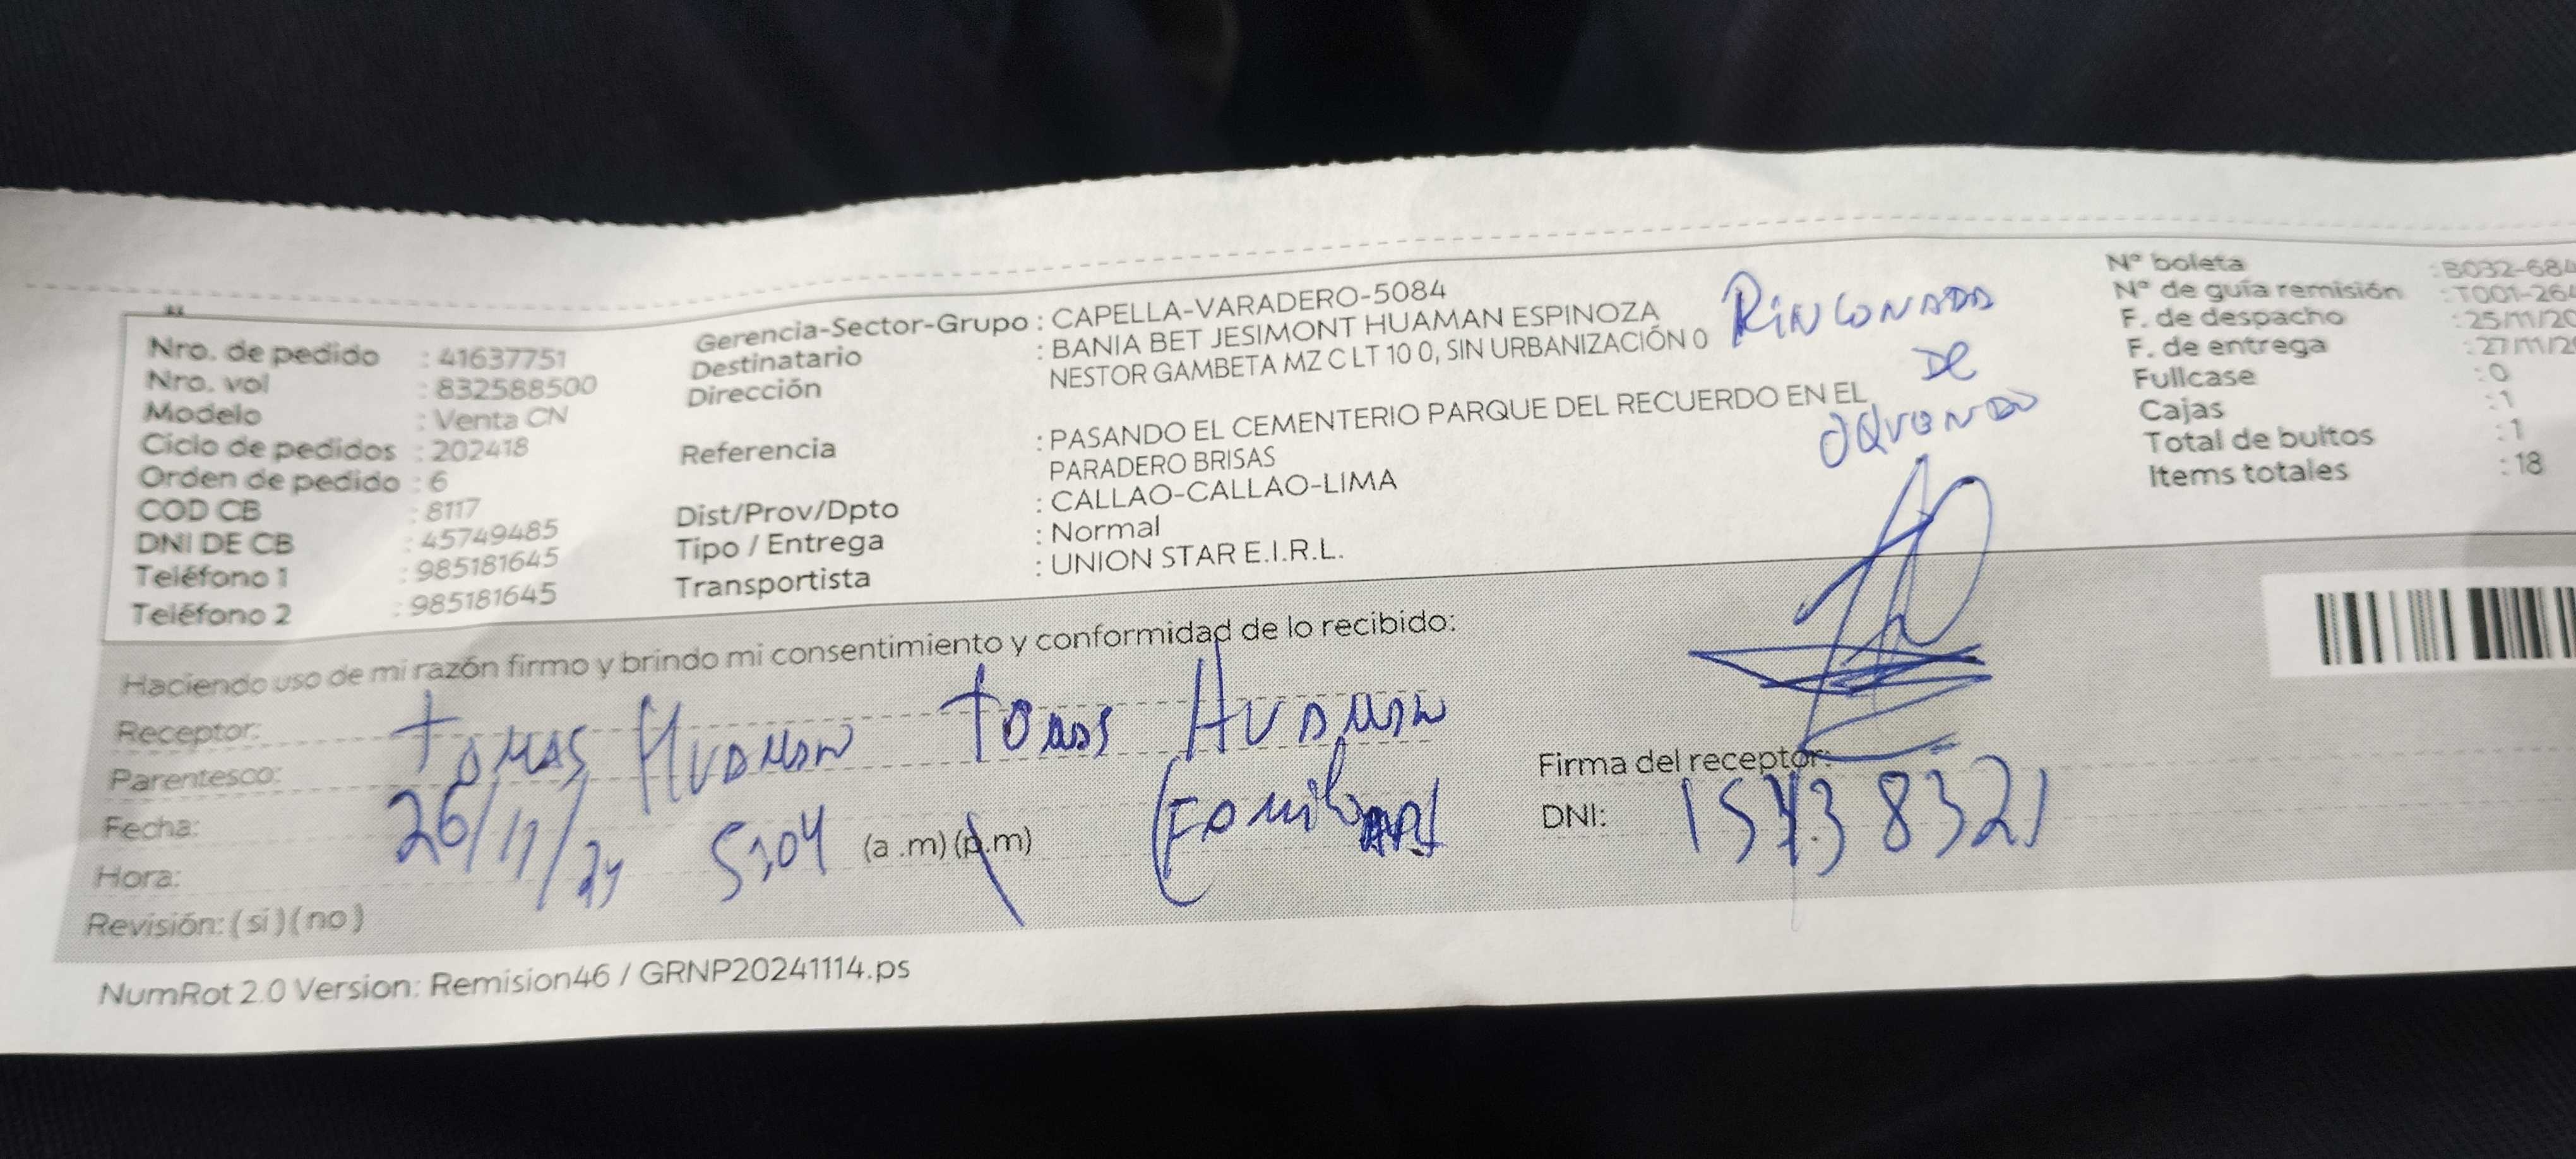 Nro. de pedido : 41637751
Nro. vol : 832588500
Modelo : Venta CN
Ciclo de pedidos : 202418
Orden de pedido : 6
COD CB : 8117
DNI DE CB : 45749485
Teléfono 1 : 985181645
Teléfono 2 : 985181645
Gerencia-Sector-Grupo : CAPELLA-VARADERO-5084
Destinatario : BANIA BET JESIMONT HUAMAN ESPINOZA
Dirección NESTOR GAMBETA MZ C LT 10 0, SIN URBANIZACIÓN 0
Referencia : PASANDO EL CEMENTERIO PARQUE DEL RECUERDO EN EL
PARADERO BRISAS
Dist/Prov/Dpto : CALLAO-CALLAO-LIMA
Tipo / Entrega : Normal
Transportista : UNION STAR E.I.R.L.
RINCONADA
DE
OQUENDO
Nº boleta : B032-684
Nº de guía remisión : T001-264
F. de despacho : 25/11/20
F. de entrega : 27/11/20
Fullcase : 0
Cajas : 1
Total de bultos : 1
Items totales : 18
Haciendo uso de mi razón firmo y brindo mi consentimiento y conformidad de lo recibido:
Receptor: TOMAS HUAMAN TOMAS HUAMAN
Parentesco:
Fecha: 26/11/24
Hora: 5:04 (a .m) (p.m)
Revisión: ( si ) ( no )
Firma del receptor:
DNI: 8321
NumRot 2.0 Version: Remision46 / GRNP20241114.ps